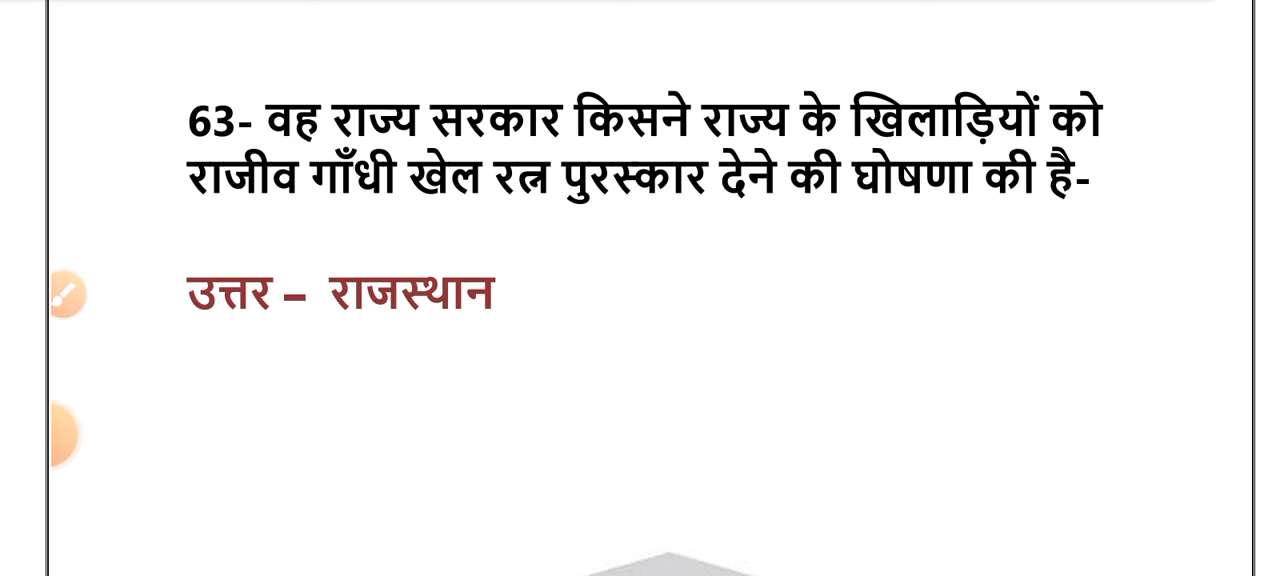 63- वह राज्य सरकार किसने राज्य के खिलाड़ियों को
राजीव गाँधी खेल रत्न पुरस्कार देने की घोषणा की है-
उत्तर – राजस्थान